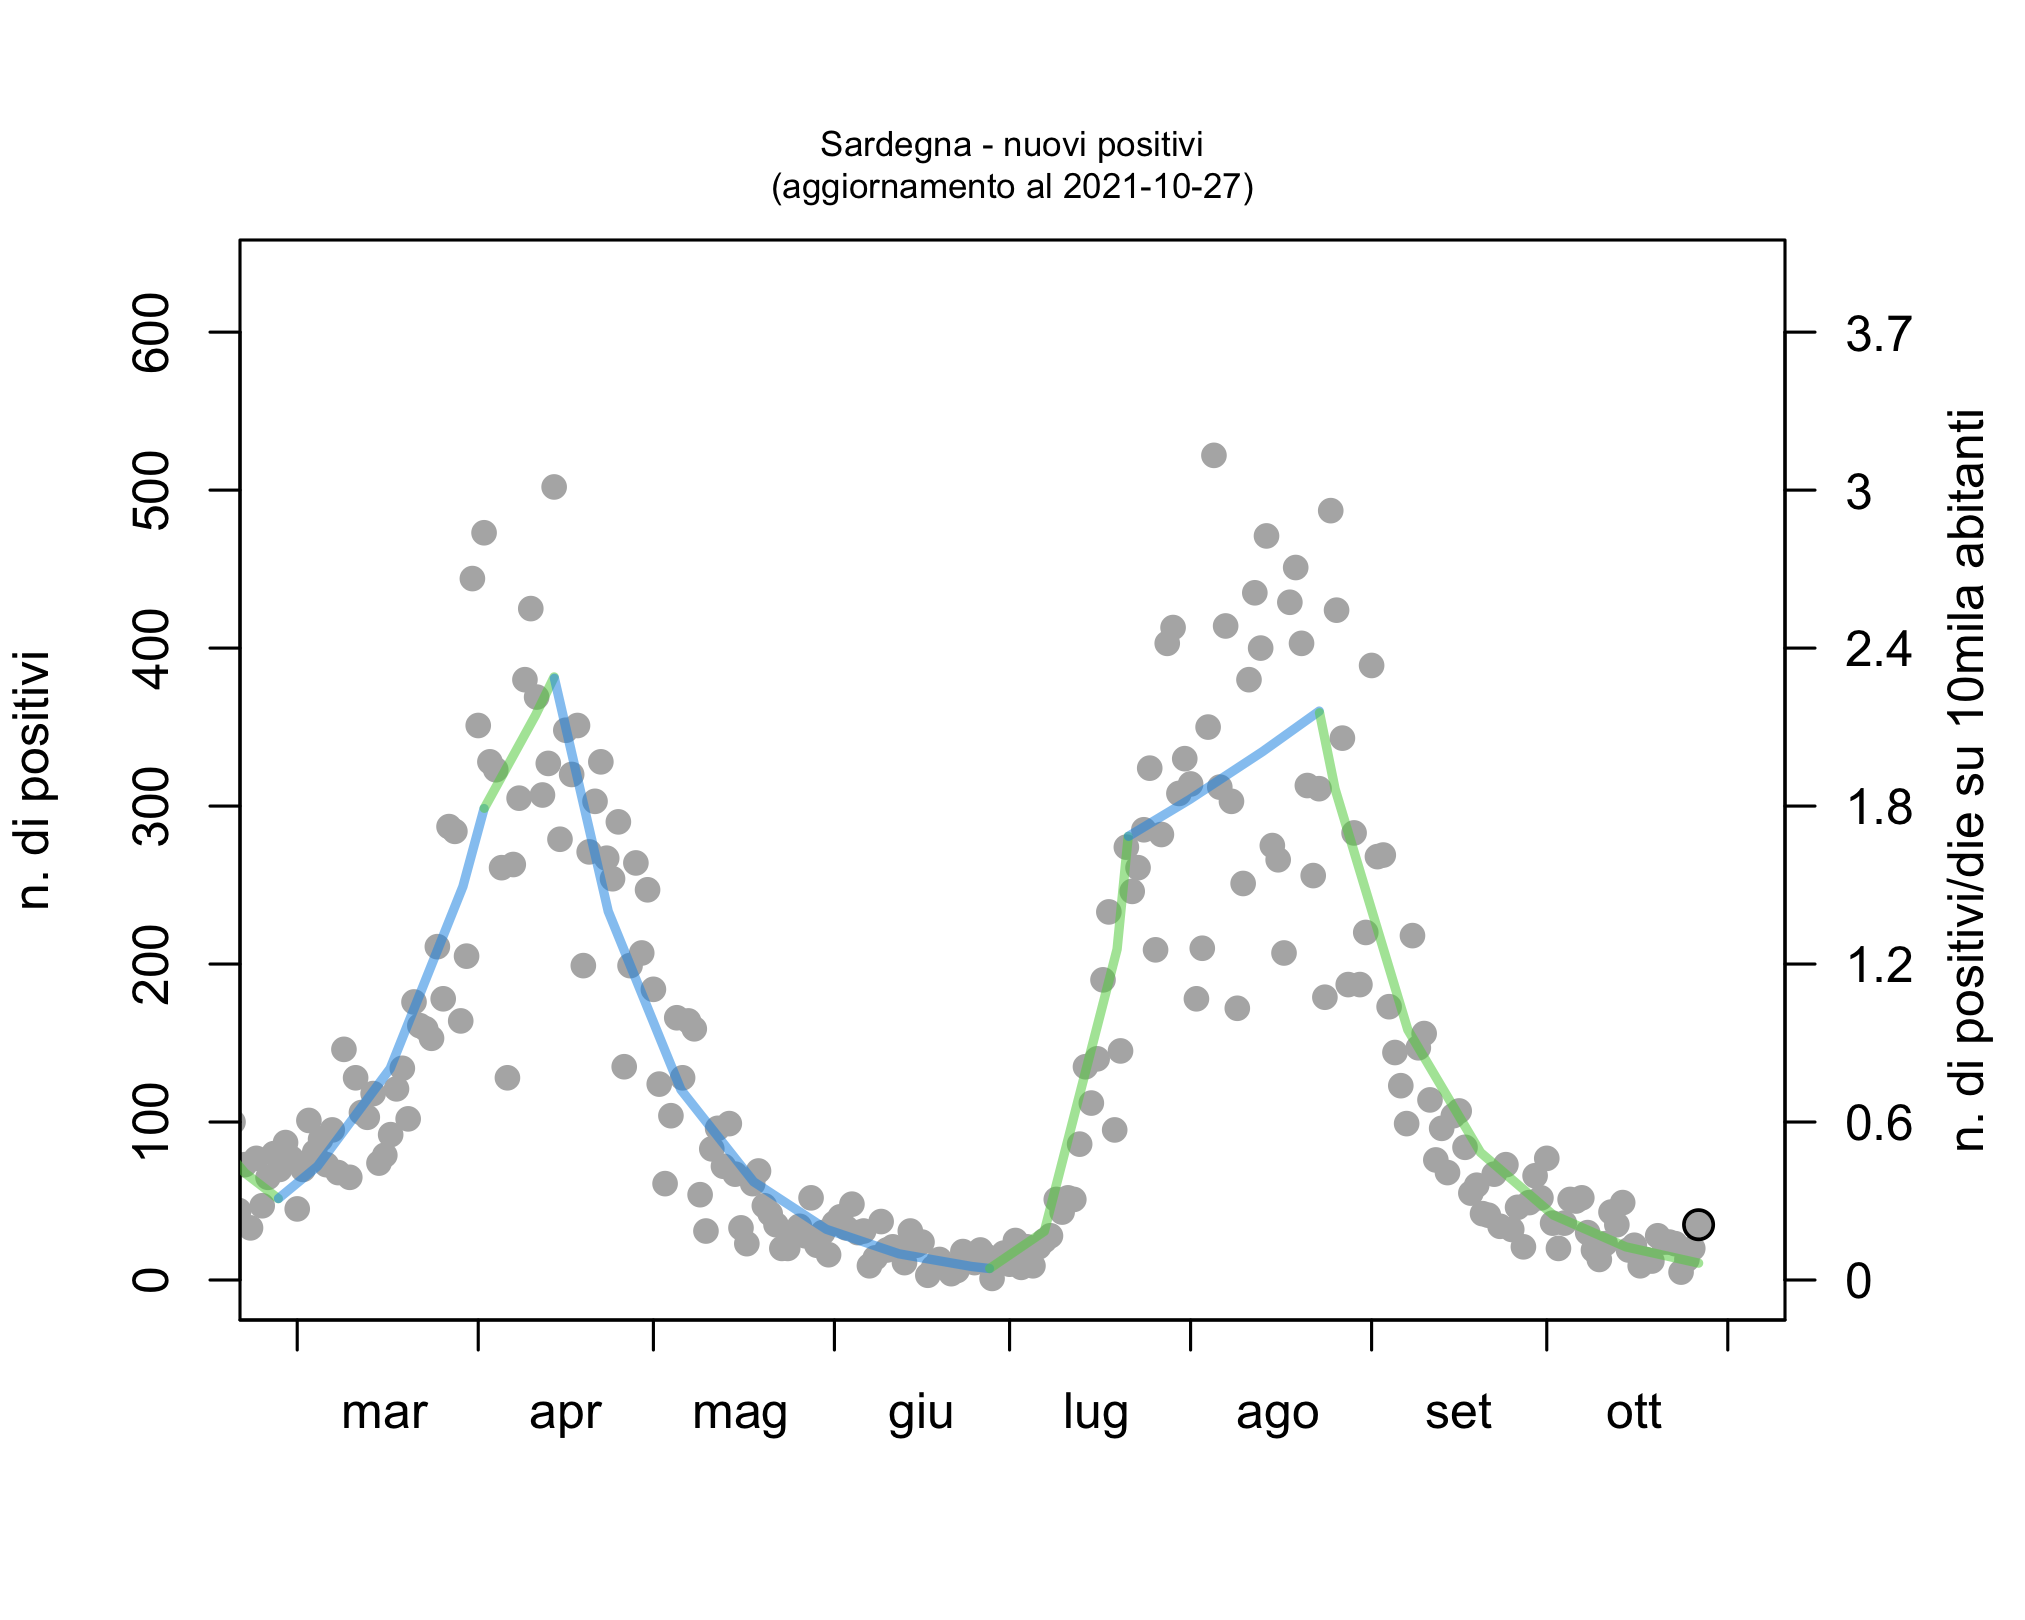 Sardegna - nuovi positivi
(aggiornamento al 2021-10-27)
n. di positivi
600
500
400
300
200
100
0
3.7
3
2.4
1.8
1.2
0.6
0
n. di positivi/die su 10mila abitanti
mar apr mag giu lug ago set ott